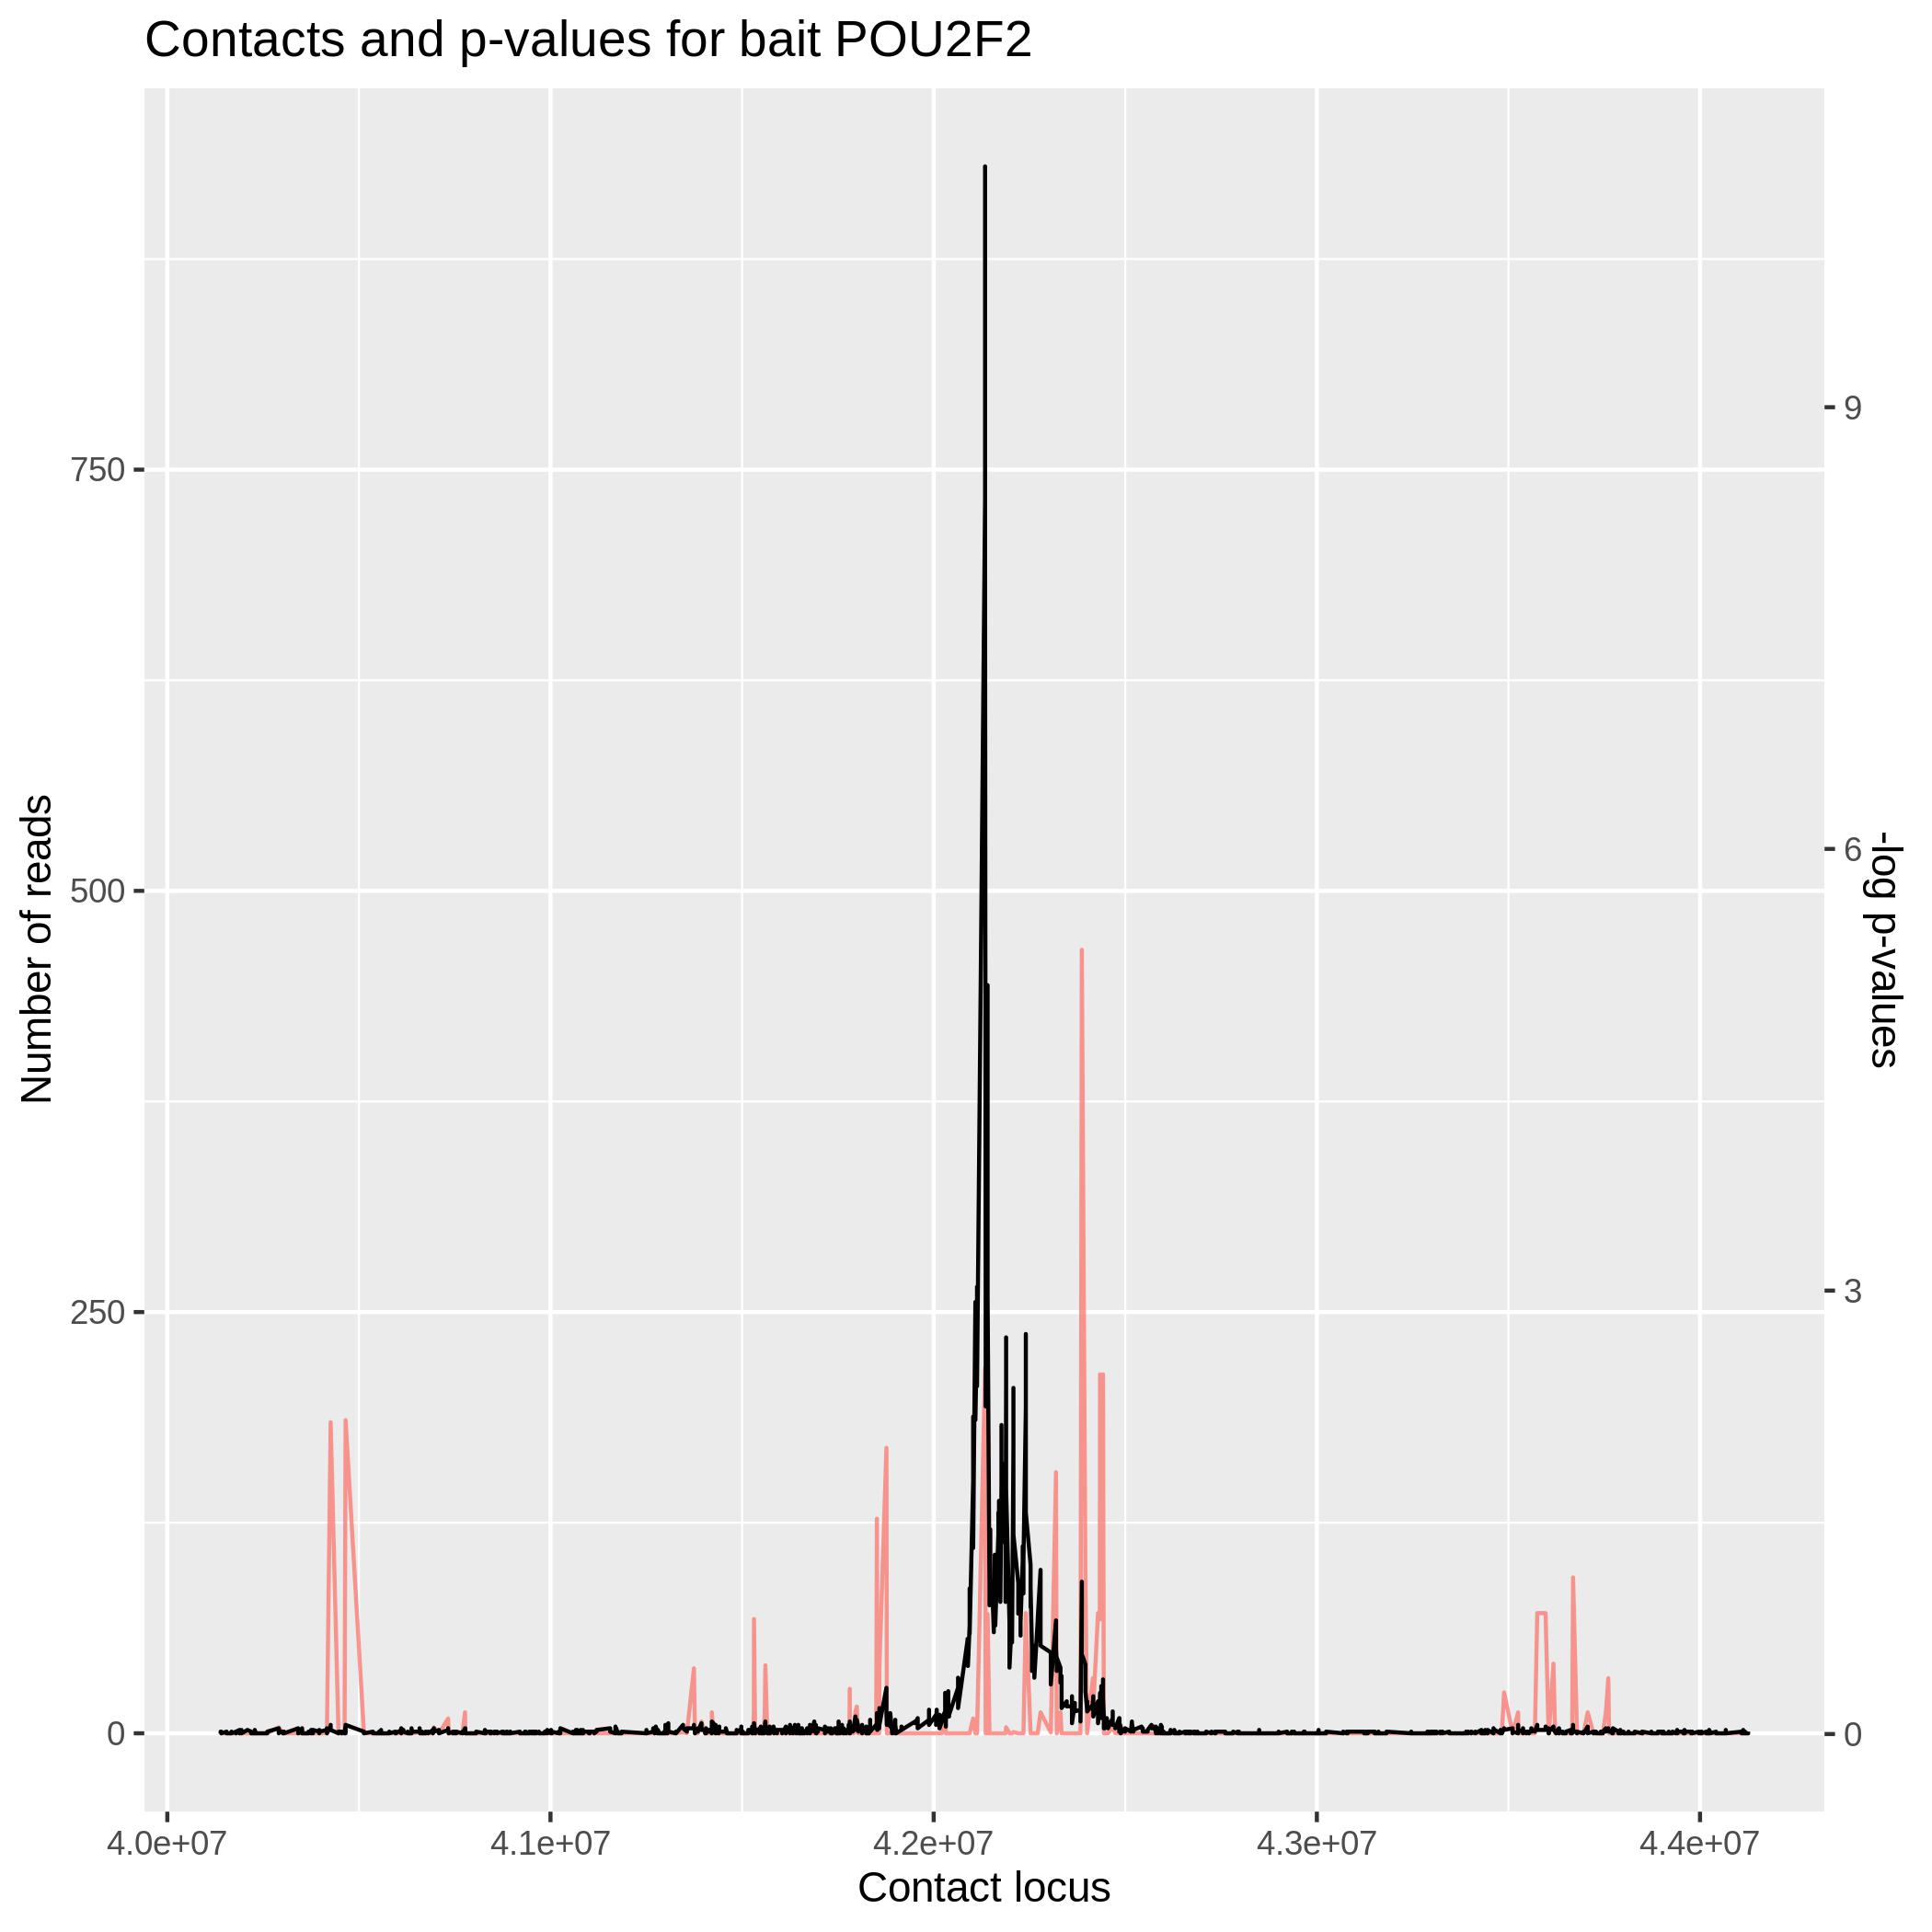 Contacts and p-values for bait POU2F2
Number of reads
750
500
250
0
9
6
3
0
-log p-values
4.0e+07
4.1e+07
4.2e+07
4.3e+07
4.4e+07
Contact locus